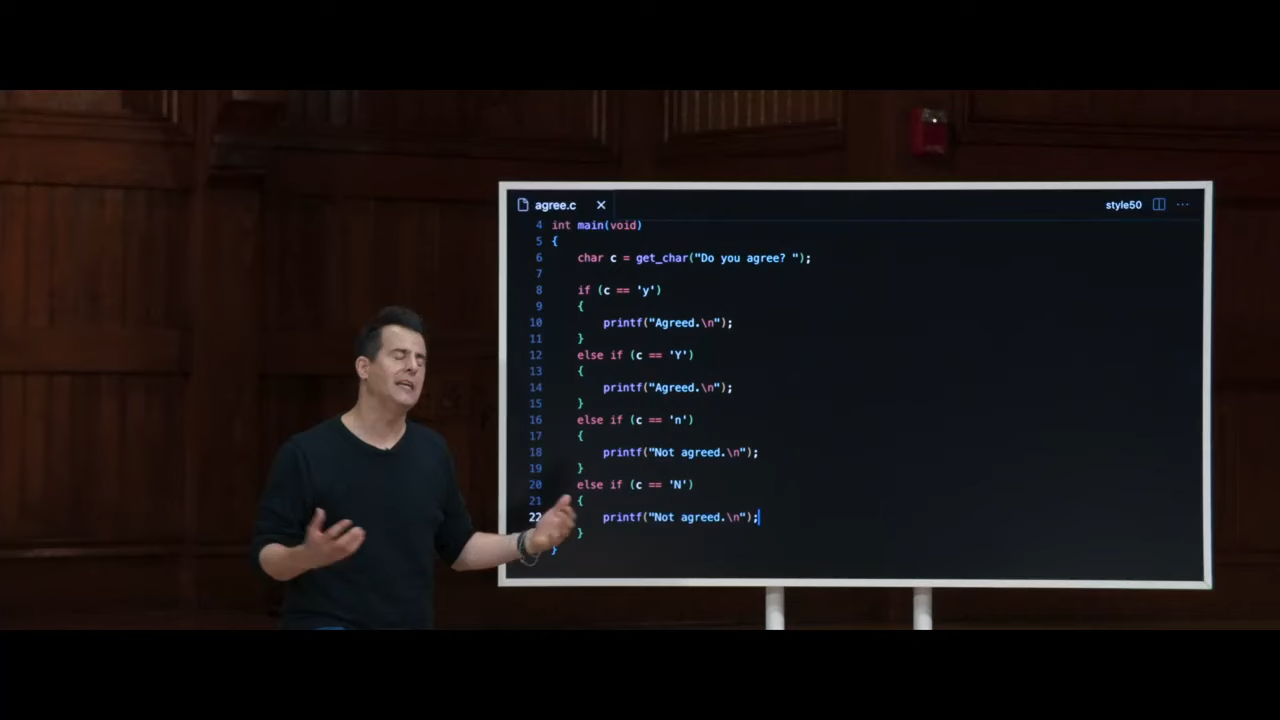 agree.c
style50
4 int main(void)
5 {
6 char c = get_char("Do you agree? ");
7
8 if (c == 'y')
9 {
10 printf("Agreed.\n");
11 }
12 else if (c == 'Y')
13 {
14 printf("Agreed.\n");
15 }
16 else if (c == 'n')
17 {
18 printf("Not agreed.\n");
19 }
20 else if (c == 'N')
21 {
22 printf("Not agreed.\n");
}
}